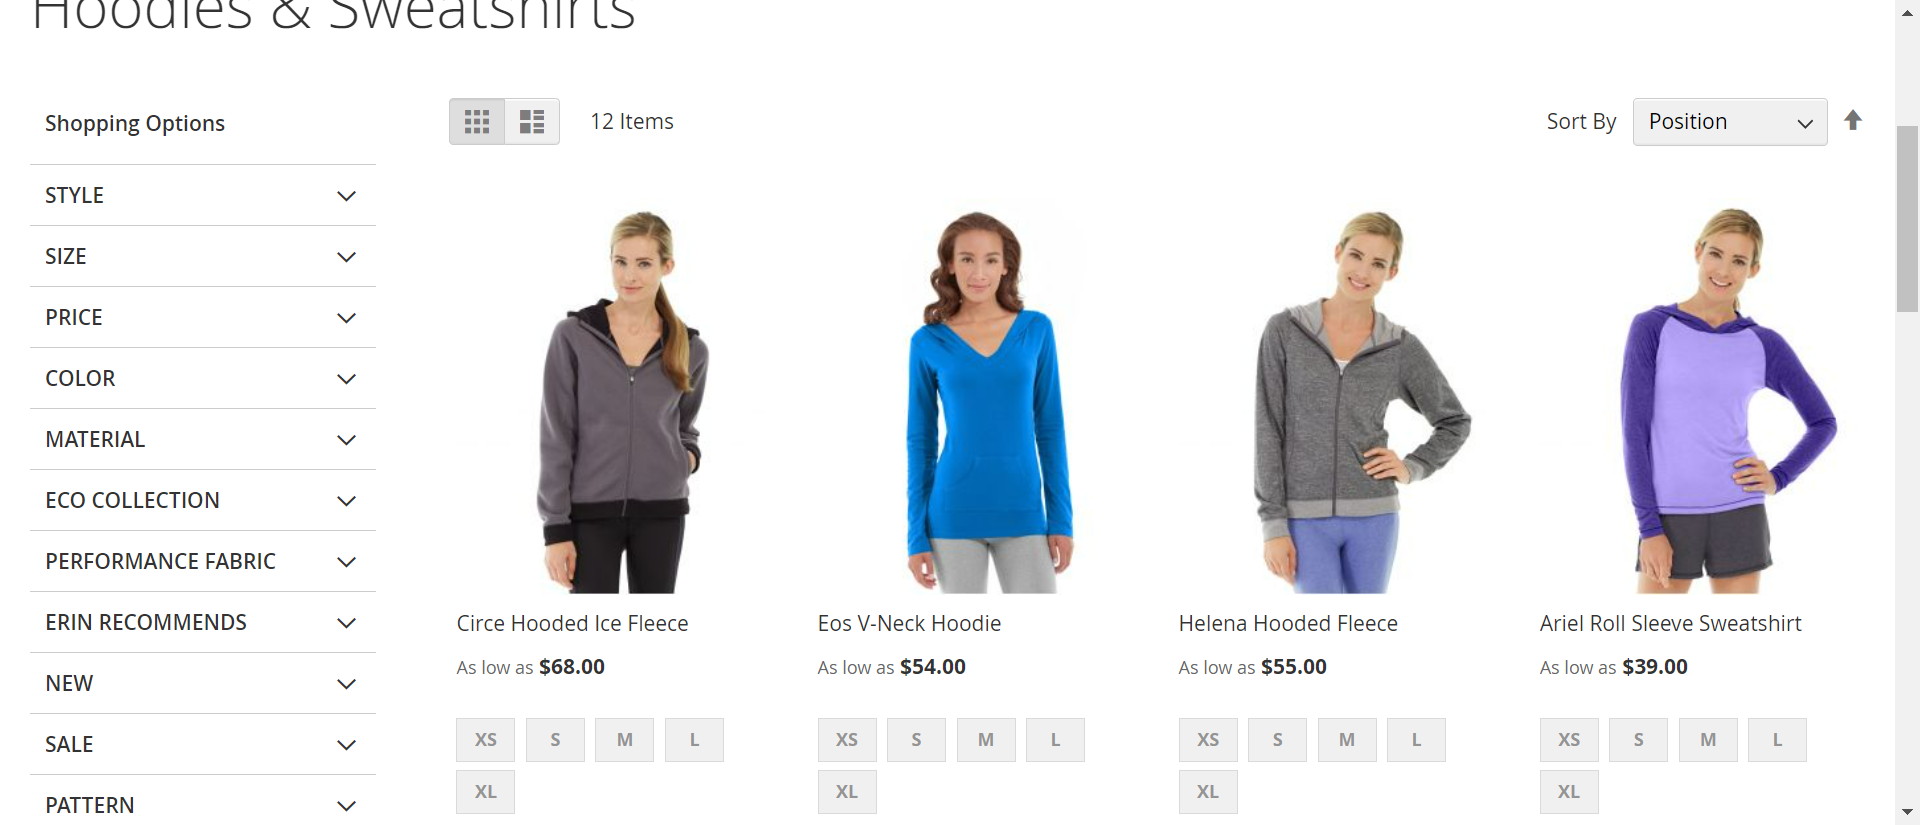 Hoodies & Sweatshirts
Shopping Options
STYLE
SIZE
PRICE
COLOR
MATERIAL
ECO COLLECTION
PERFORMANCE FABRIC
ERIN RECOMMENDS
NEW
SALE
PATTERN
12 Items
Sort By Position
Circe Hooded Ice Fleece
As low as $68.00
XS S M L
XL
Eos V-Neck Hoodie
As low as $54.00
XS S M L
XL
Helena Hooded Fleece
As low as $55.00
XS S M L
XL
Ariel Roll Sleeve Sweatshirt
As low as $39.00
XS S M L
XL